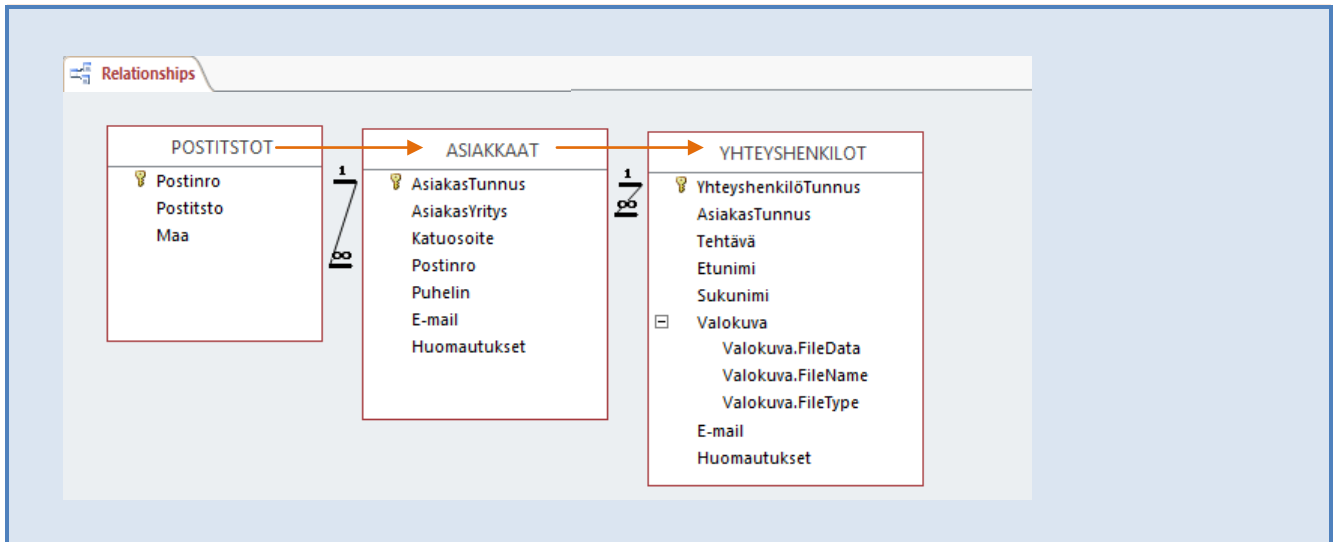 Relationships
POSTITSTOT
Postinro
Postitsto
Maa
1
∞
ASIAKKAAT
AsiakasTunnus
AsiakasYritys
Katuosoite
Postinro
Puhelin
E-mail
Huomautukset
1
∞
YHTEYSHENKILOT
YhteyshenkilöTunnus
AsiakasTunnus
Tehtävä
Etunimi
Sukunimi
Valokuva
Valokuva.FileData
Valokuva.FileName
Valokuva.FileType
E-mail
Huomautukset